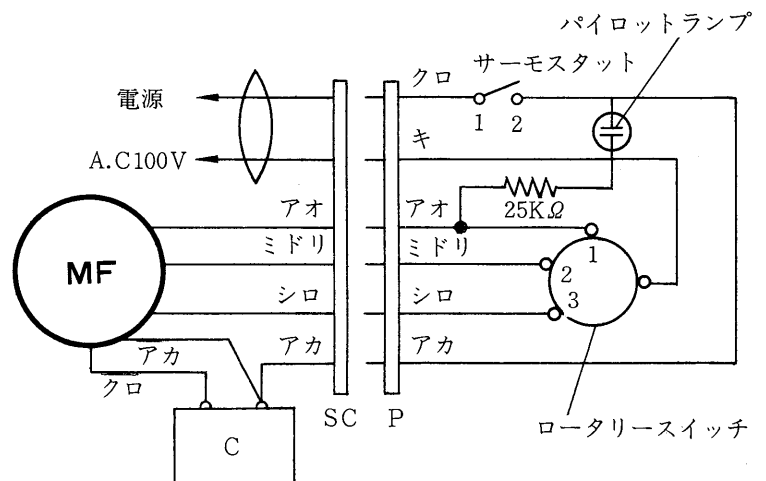 パイロットランプ
クロ
サーモスタット
電源
1 2
キ
A.C100V
アオ
アオ
25KΩ
ミドリ
ミドリ
1
MF
2
シロ
シロ
3
アカ
アカ
アカ
クロ
SC P
ロータリースイッチ
C